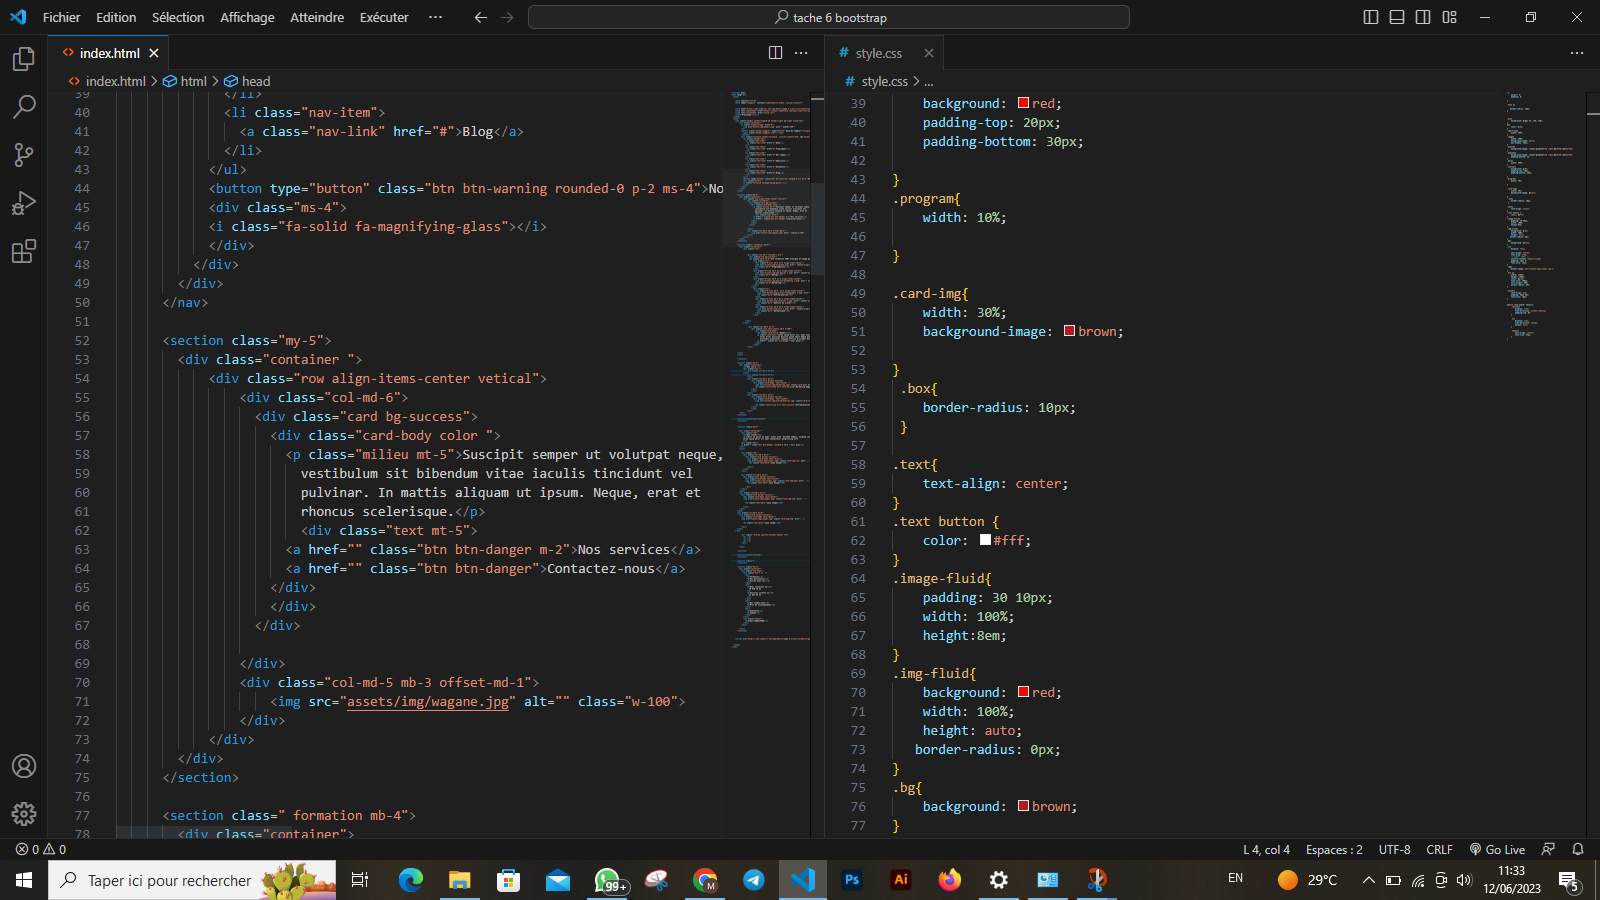 Fichier Edition Sélection Affichage Atteindre Exécuter ··· tache 6 bootstrap
index.html
index.html > html > head
39 </li>
40 <li class="nav-item">
41 <a class="nav-link" href="#">Blog</a>
42 </li>
43 </ul>
44 <button type="button" class="btn btn-warning rounded-0 p-2 ms-4">No
45 <div class="ms-4">
46 <i class="fa-solid fa-magnifying-glass"></i>
47 </div>
48 </div>
49 </div>
50 </nav>
51
52 <section class="my-5">
53 <div class="container ">
54 <div class="row align-items-center vetical">
55 <div class="col-md-6">
56 <div class="card bg-success">
57 <div class="card-body color ">
58 <p class="milieu mt-5">Suscipit semper ut volutpat neque,
59 vestibulum sit bibendum vitae iaculis tincidunt vel
60 pulvinar. In mattis aliquam ut ipsum. Neque, erat et
61 rhoncus scelerisque.</p>
62 <div class="text mt-5">
63 <a href="" class="btn btn-danger m-2">Nos services</a>
64 <a href="" class="btn btn-danger">Contactez-nous</a>
65 </div>
66 </div>
67 </div>
68
69 </div>
70 <div class="col-md-5 mb-3 offset-md-1">
71 <img src="assets/img/wagane.jpg" alt="" class="w-100">
72 </div>
73 </div>
74 </div>
75 </section>
76
77 <section class=" formation mb-4">
78 <div class="container">
style.css
style.css > ...
39 background: red;
40 padding-top: 20px;
41 padding-bottom: 30px;
42
43 }
44 .program{
45 width: 10%;
46
47 }
48
49 .card-img{
50 width: 30%;
51 background-image: brown;
52
53 }
54 .box{
55 border-radius: 10px;
56 }
57
58 .text{
59 text-align: center;
60 }
61 .text button {
62 color: #fff;
63 }
64 .image-fluid{
65 padding: 30 10px;
66 width: 100%;
67 height:8em;
68 }
69 .img-fluid{
70 background: red;
71 width: 100%;
72 height: auto;
73 border-radius: 0px;
74 }
75 .bg{
76 background: brown;
77 }
0 0 L 4, col 4 Espaces : 2 UTF-8 CRLF Go Live
Taper ici pour rechercher 99+ M Ps Ai EN 29°C 11:33
12/06/2023 5